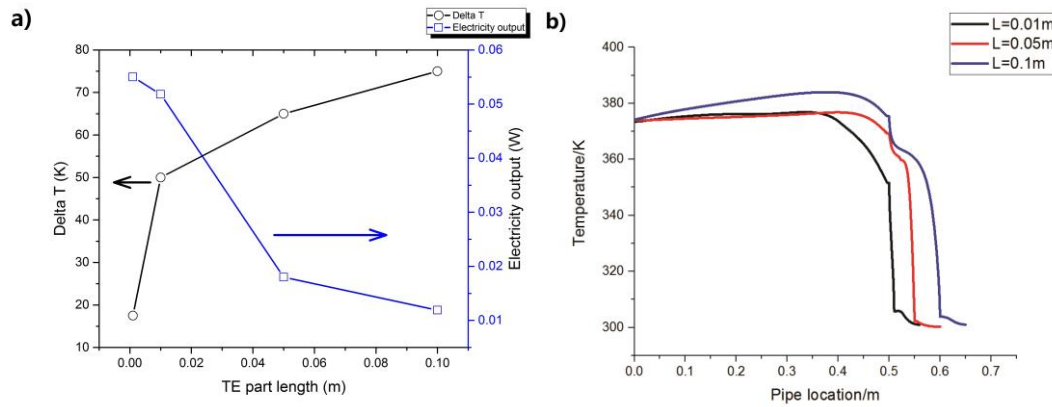 a)
Delta T
Electricity output
80
70
60
50
40
30
20
10
Delta T (K)
0.06
0.05
0.04
0.03
0.02
0.01
Electricity output (W)
0.00 0.02 0.04 0.06 0.08 0.10
TE part length (m)
b)
L=0.01m
L=0.05m
L=0.1m
400
380
360
340
320
300
Temperature/K
0.0 0.1 0.2 0.3 0.4 0.5 0.6 0.7
Pipe location/m